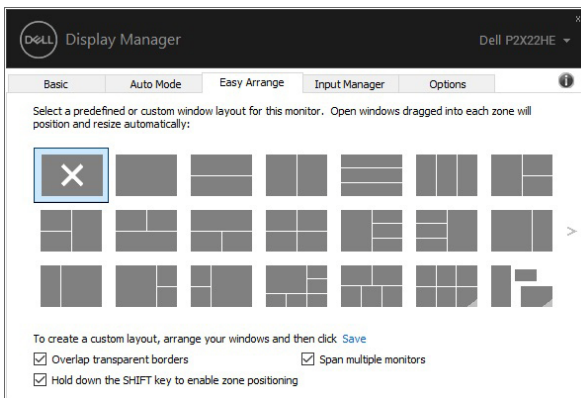 DELL Display Manager
Dell P2X22HE
Basic Auto Mode Easy Arrange Input Manager Options
Select a predefined or custom window layout for this monitor. Open windows dragged into each zone will
position and resize automatically:
To create a custom layout, arrange your windows and then click Save
Overlap transparent borders Span multiple monitors
Hold down the SHIFT key to enable zone positioning